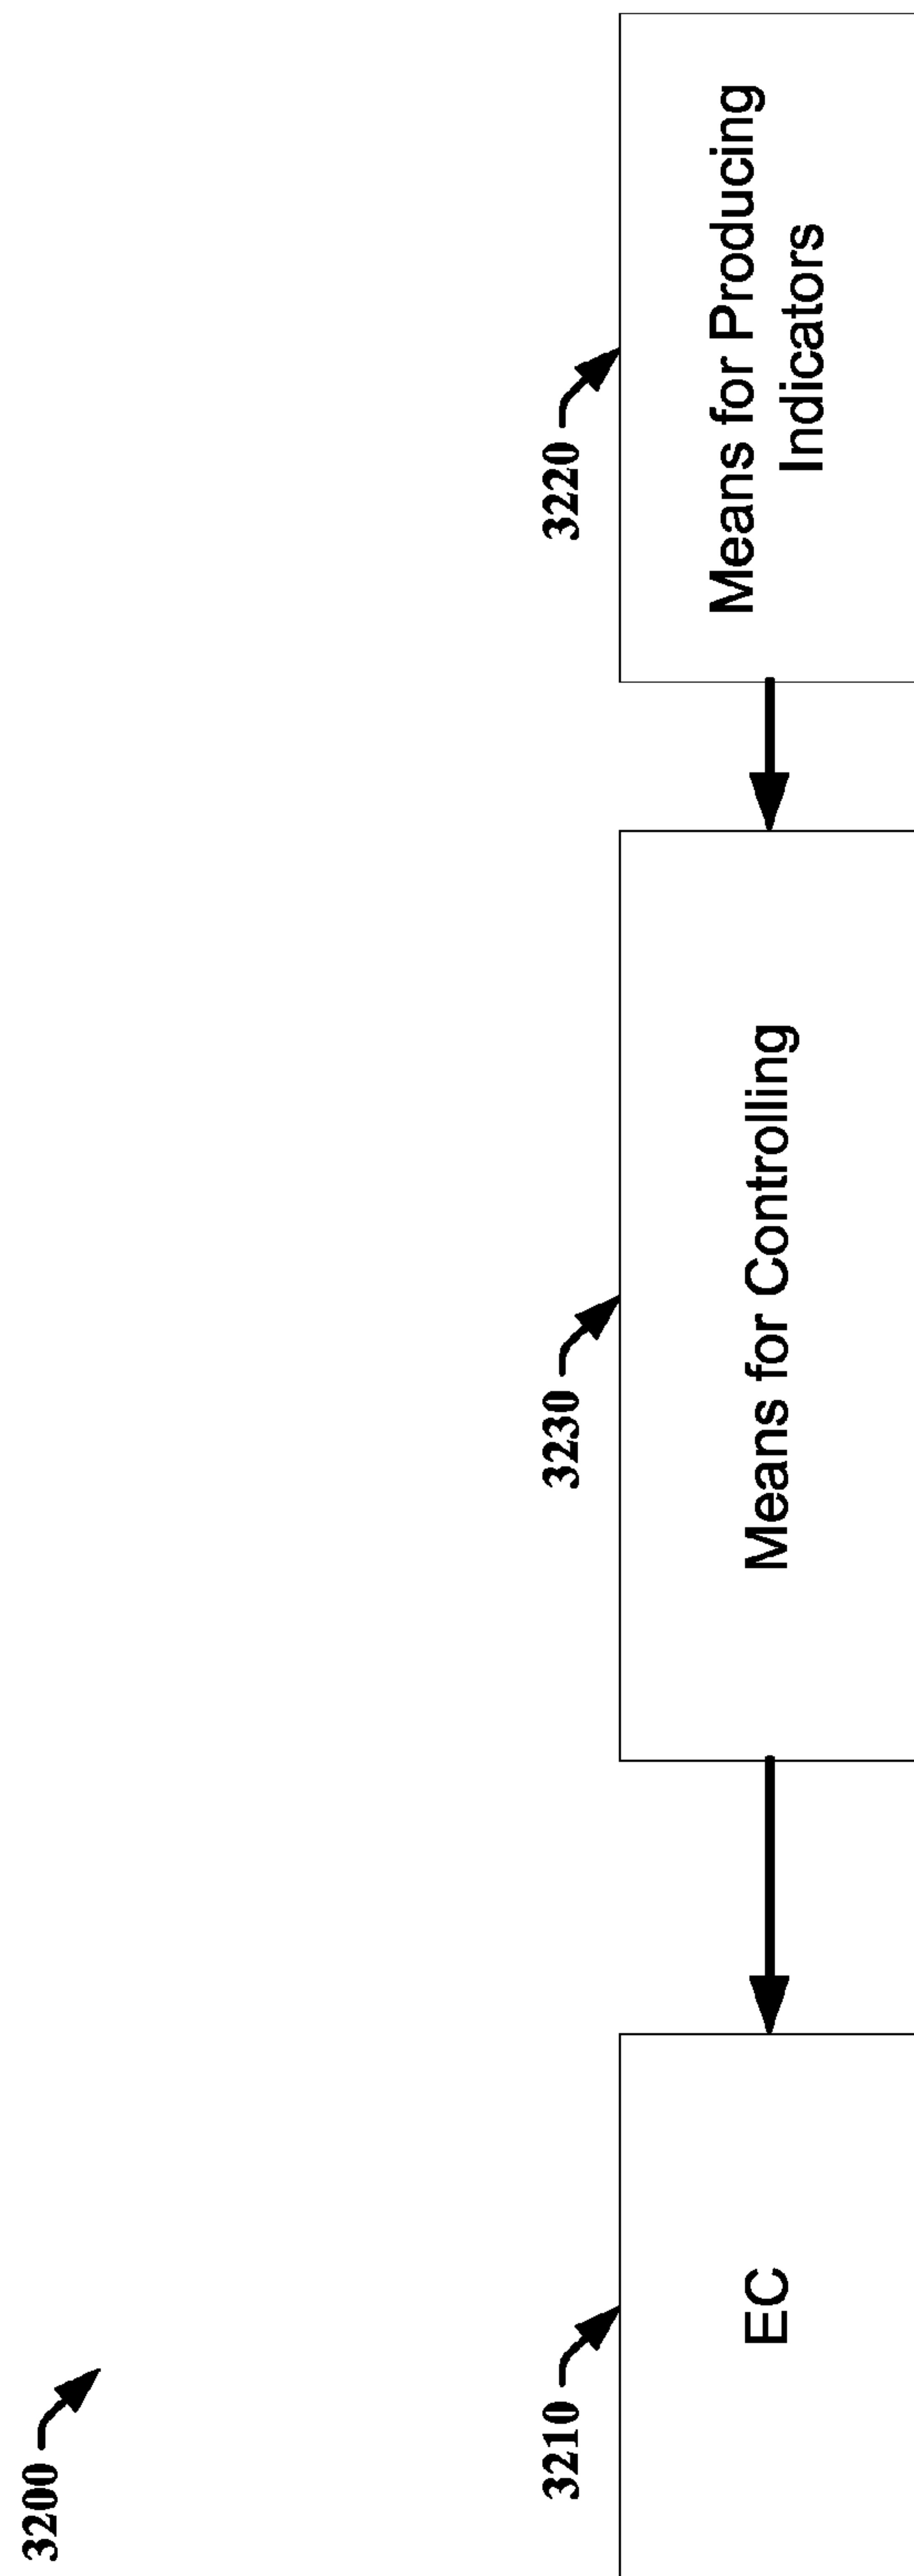 3200
3210
EC
3230
Means for Controlling
3220
Means for Producing
Indicators